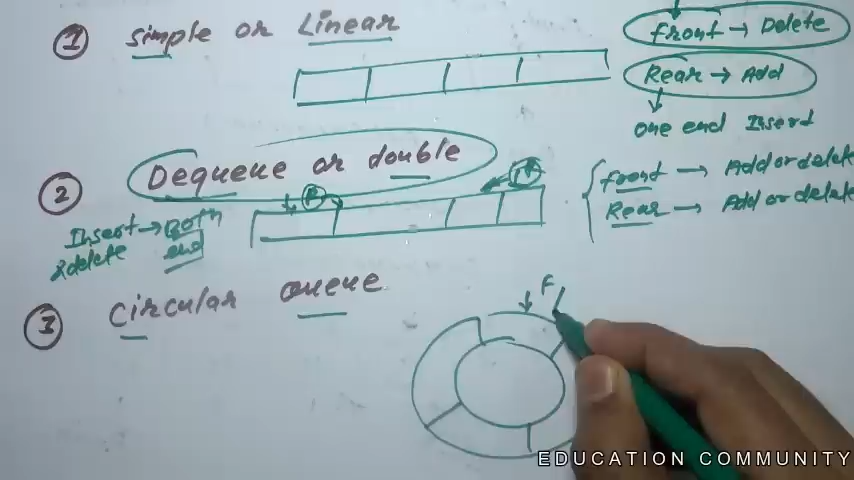 1 simple or Linear
front → Delete
Rear → Add
one end Insert
2 Dequeue or double
front → Add or delete
Rear → Add or delete
Insert → Both
&delete end
3 Circular queue
F
EDUCATION COMMUNITY